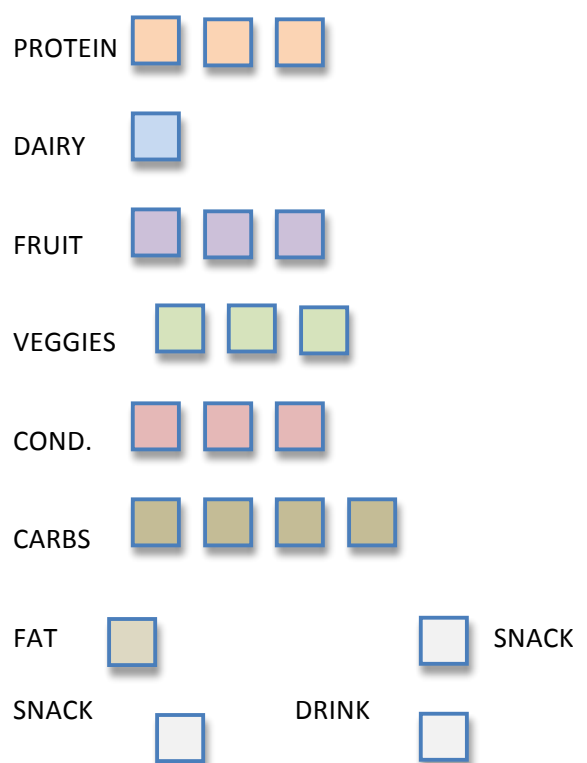 PROTEIN
DAIRY
FRUIT
VEGGIES
COND.
CARBS
FAT SNACK
SNACK DRINK